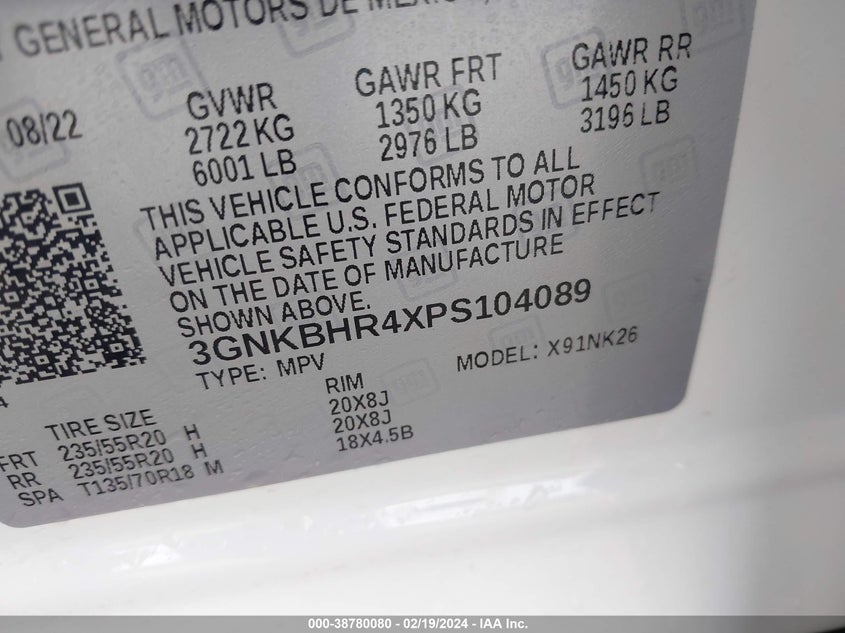 GENERAL MOTORS DE
08/22
GVWR
2722 KG
6001 LB
GAWR FRT
1350 KG
2976 LB
GAWR RR
1450 KG
3196 LB
THIS VEHICLE CONFORMS TO ALL
APPLICABLE U.S. FEDERAL MOTOR
VEHICLE SAFETY STANDARDS IN EFFECT
ON THE DATE OF MANUFACTURE
SHOWN ABOVE.
3GNKBHR4XPS104089
TYPE: MPV MODEL: X91NK26
TIRE SIZE RIM
FRT 235/55R20 H 20X8J
RR 235/55R20 H 20X8J
SPA T135/70R18 M 18X4.5B
gm
000-38780080 - 02/19/2024 - IAA Inc.